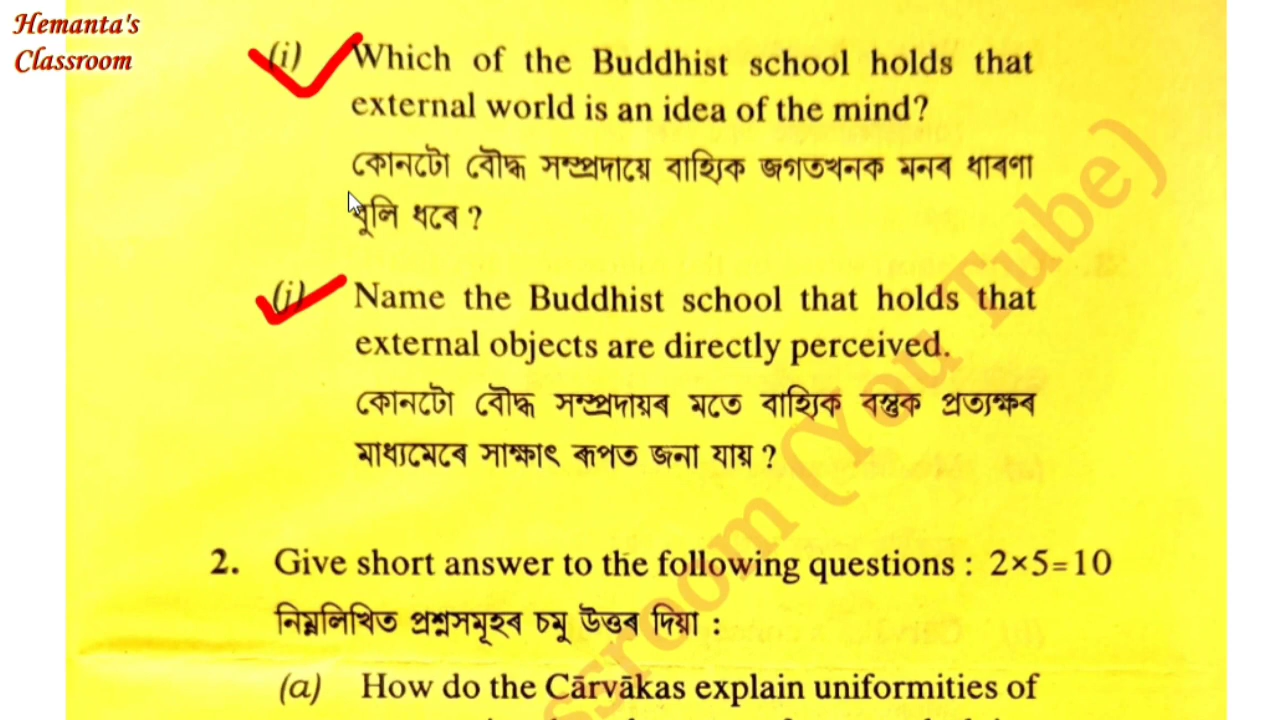 Hemanta's
Classroom
(i) Which of the Buddhist school holds that
external world is an idea of the mind?
কোনটো বৌদ্ধ সম্প্ৰদায়ে বাহ্যিক জগতখনক মনৰ ধাৰণা
বুলি ধৰে ?
(j) Name the Buddhist school that holds that
external objects are directly perceived.
কোনটো বৌদ্ধ সম্প্ৰদায়ৰ মতে বাহ্যিক বস্তুক প্ৰত্যক্ষৰ
মাধ্যমেৰে সাক্ষাৎ ৰূপত জনা যায় ?
2. Give short answer to the following questions : 2×5=10
নিম্নলিখিত প্ৰশ্নসমূহৰ চমু উত্তৰ দিয়া :
(a) How do the Cārvākas explain uniformities of
ssroom (You Tube)